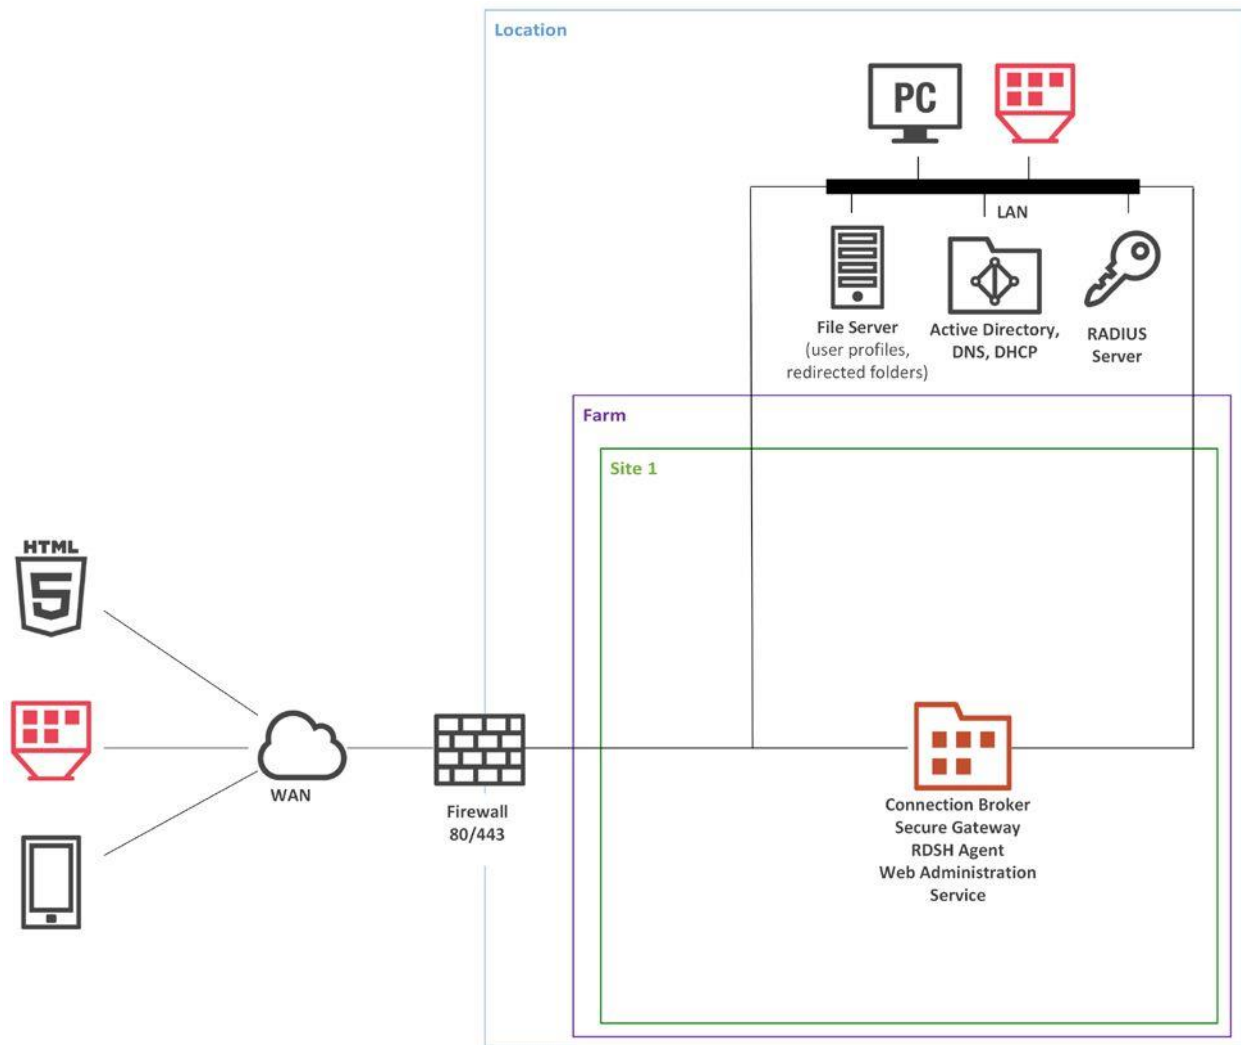 Location
PC
LAN
File Server
(user profiles,
redirected folders)
Active Directory,
DNS, DHCP
RADIUS
Server
Farm
Site 1
HTML
5
WAN
Firewall
80/443
Connection Broker
Secure Gateway
RDSH Agent
Web Administration
Service